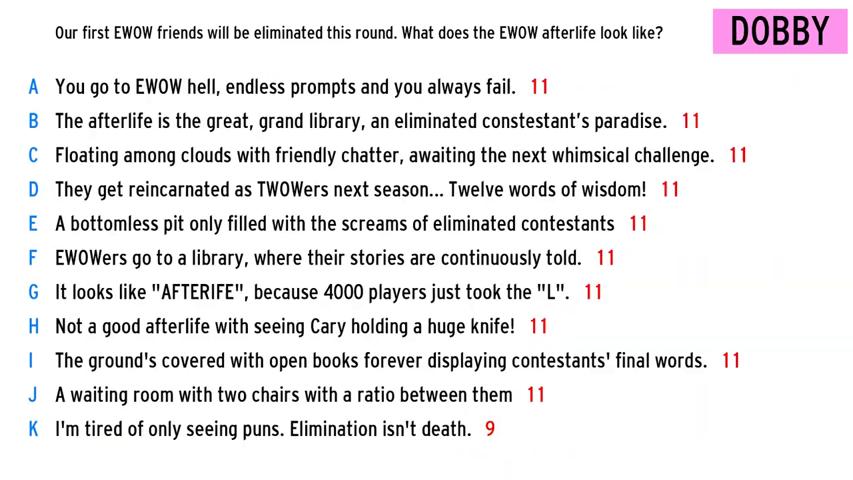 Our first EWOW friends will be eliminated this round. What does the EWOW afterlife look like?
DOBBY
A You go to EWOW hell, endless prompts and you always fail. 11
B The afterlife is the great, grand library, an eliminated constestant's paradise. 11
C Floating among clouds with friendly chatter, awaiting the next whimsical challenge. 11
D They get reincarnated as TWOWers next season... Twelve words of wisdom! 11
E A bottomless pit only filled with the screams of eliminated contestants 11
F EWOWers go to a library, where their stories are continuously told. 11
G It looks like "AFTERIFE", because 4000 players just took the "L". 11
H Not a good afterlife with seeing Cary holding a huge knife! 11
I The ground's covered with open books forever displaying contestants' final words. 11
J A waiting room with two chairs with a ratio between them 11
K I'm tired of only seeing puns. Elimination isn't death. 9